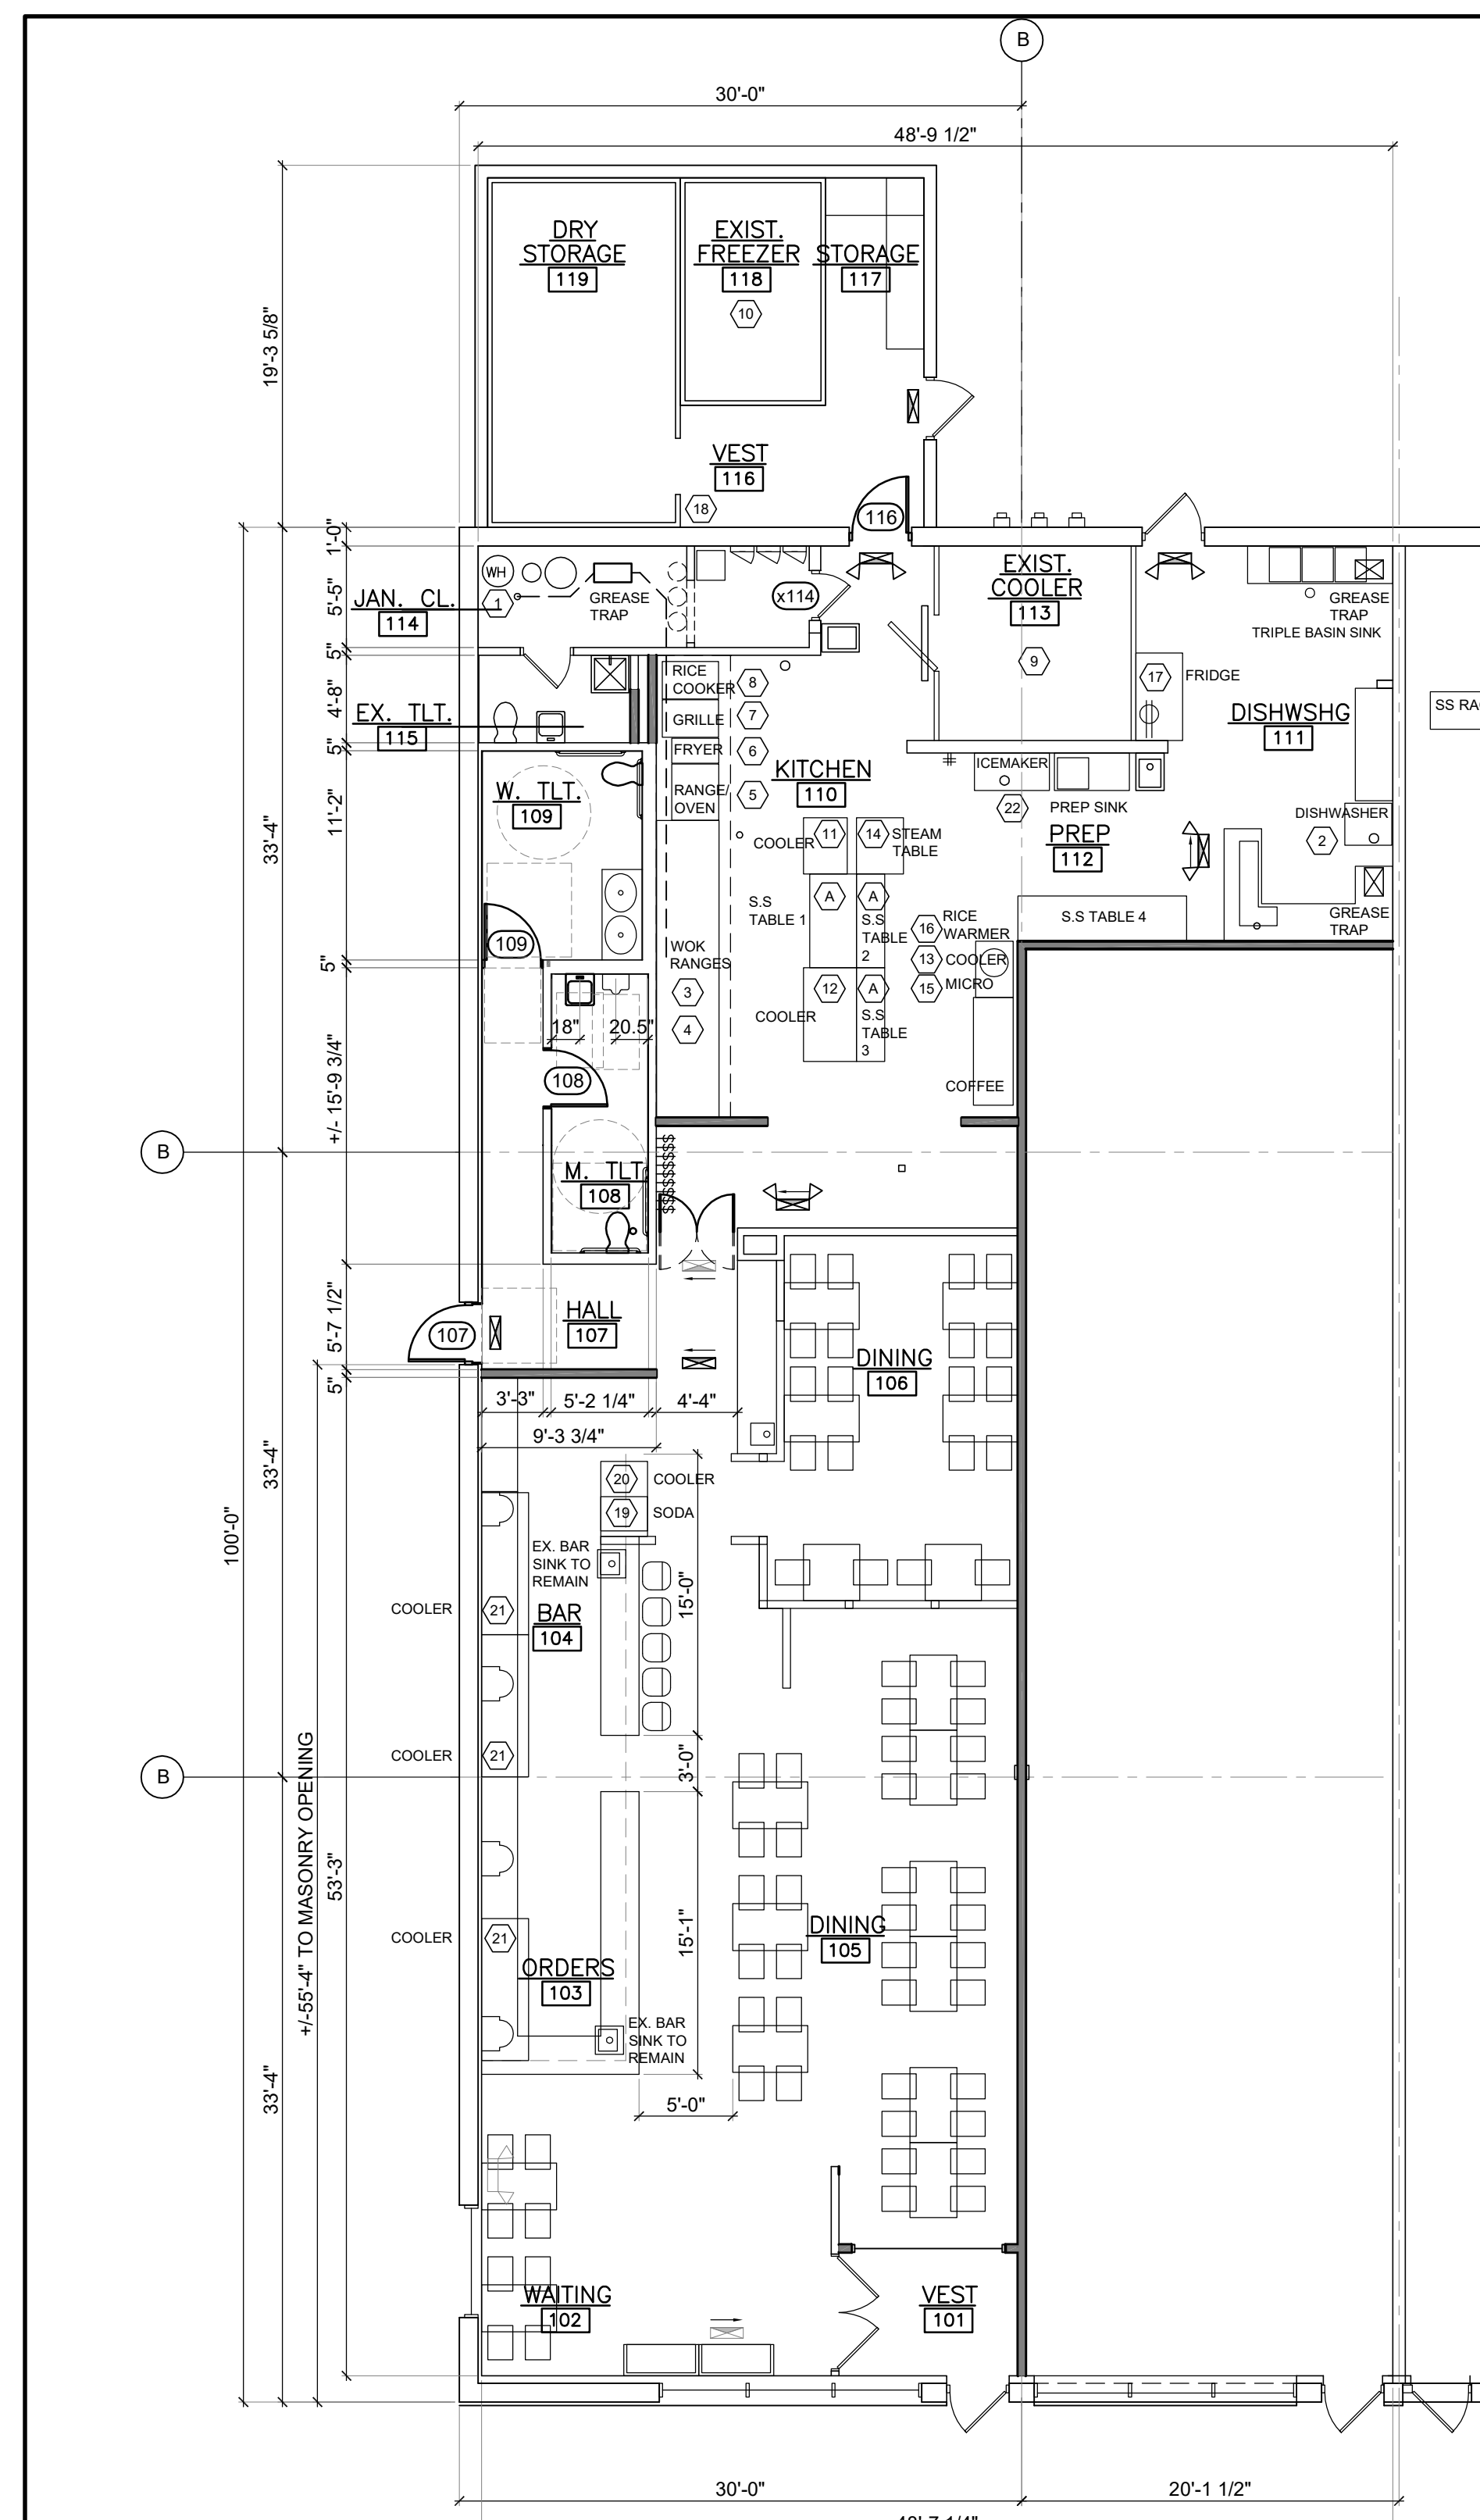 B
30'-0"
48'-9 1/2"
DRY
STORAGE
119
EXIST.
FREEZER
118
10
STORAGE
117
19'-3 5/8"
VEST
116
18
116
1'-0"
5'-5"
5"
4'-8"
5"
11'-2"
5"
+/- 15'-9 3/4"
5'-7 1/2"
5"
WH
1
JAN. CL.
114
GREASE
TRAP
x114
EXIST.
COOLER
113
9
GREASE
TRAP
TRIPLE BASIN SINK
17
FRIDGE
DISHWSHG
111
EX. TLT.
115
RICE
COOKER
8
GRILLE
7
FRYER
6
RANGE/
OVEN
5
KITCHEN
110
ICEMAKER
22
PREP SINK
PREP
112
DISHWASHER
2
W. TLT.
109
109
COOLER
11
14
STEAM
TABLE
S.S
TABLE 1
A
A
S.S
TABLE
2
16
RICE
WARMER
13
COOLER
15
MICRO
S.S TABLE 4
GREASE
TRAP
WOK
RANGES
3
4
12
COOLER
A
S.S
TABLE
3
COFFEE
18"
20.5"
108
33'-4"
B
M. TLT.
108
$$$$$$$$$
HALL
107
107
DINING
106
3'-3"
5'-2 1/4"
4'-4"
9'-3 3/4"
20
COOLER
19
SODA
EX. BAR
SINK TO
REMAIN
33'-4"
100'-0"
COOLER
21
BAR
104
15'-0"
COOLER
21
3'-0"
B
+/-55'-4" TO MASONRY OPENING
53'-3"
COOLER
21
ORDERS
103
15'-1"
DINING
105
EX. BAR
SINK TO
REMAIN
5'-0"
33'-4"
WAITING
102
VEST
101
30'-0"
20'-1 1/2"